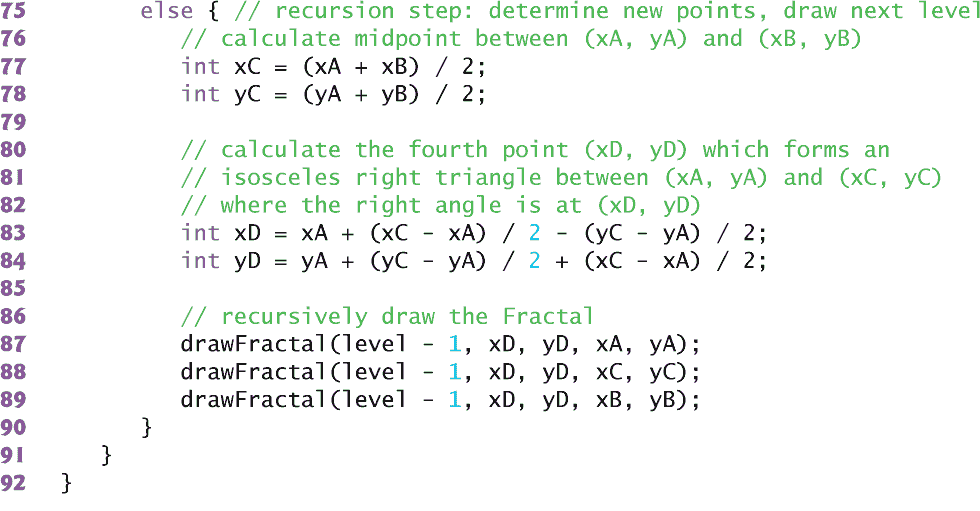 75 else { // recursion step: determine new points, draw next level
76 // calculate midpoint between (xA, yA) and (xB, yB)
77 int xC = (xA + xB) / 2;
78 int yC = (yA + yB) / 2;
79
80 // calculate the fourth point (xD, yD) which forms an
81 // isosceles right triangle between (xA, yA) and (xC, yC)
82 // where the right angle is at (xD, yD)
83 int xD = xA + (xC - xA) / 2 - (yC - yA) / 2;
84 int yD = yA + (yC - yA) / 2 + (xC - xA) / 2;
85
86 // recursively draw the Fractal
87 drawFractal(level - 1, xD, yD, xA, yA);
88 drawFractal(level - 1, xD, yD, xC, yC);
89 drawFractal(level - 1, xD, yD, xB, yB);
90 }
91 }
92 }